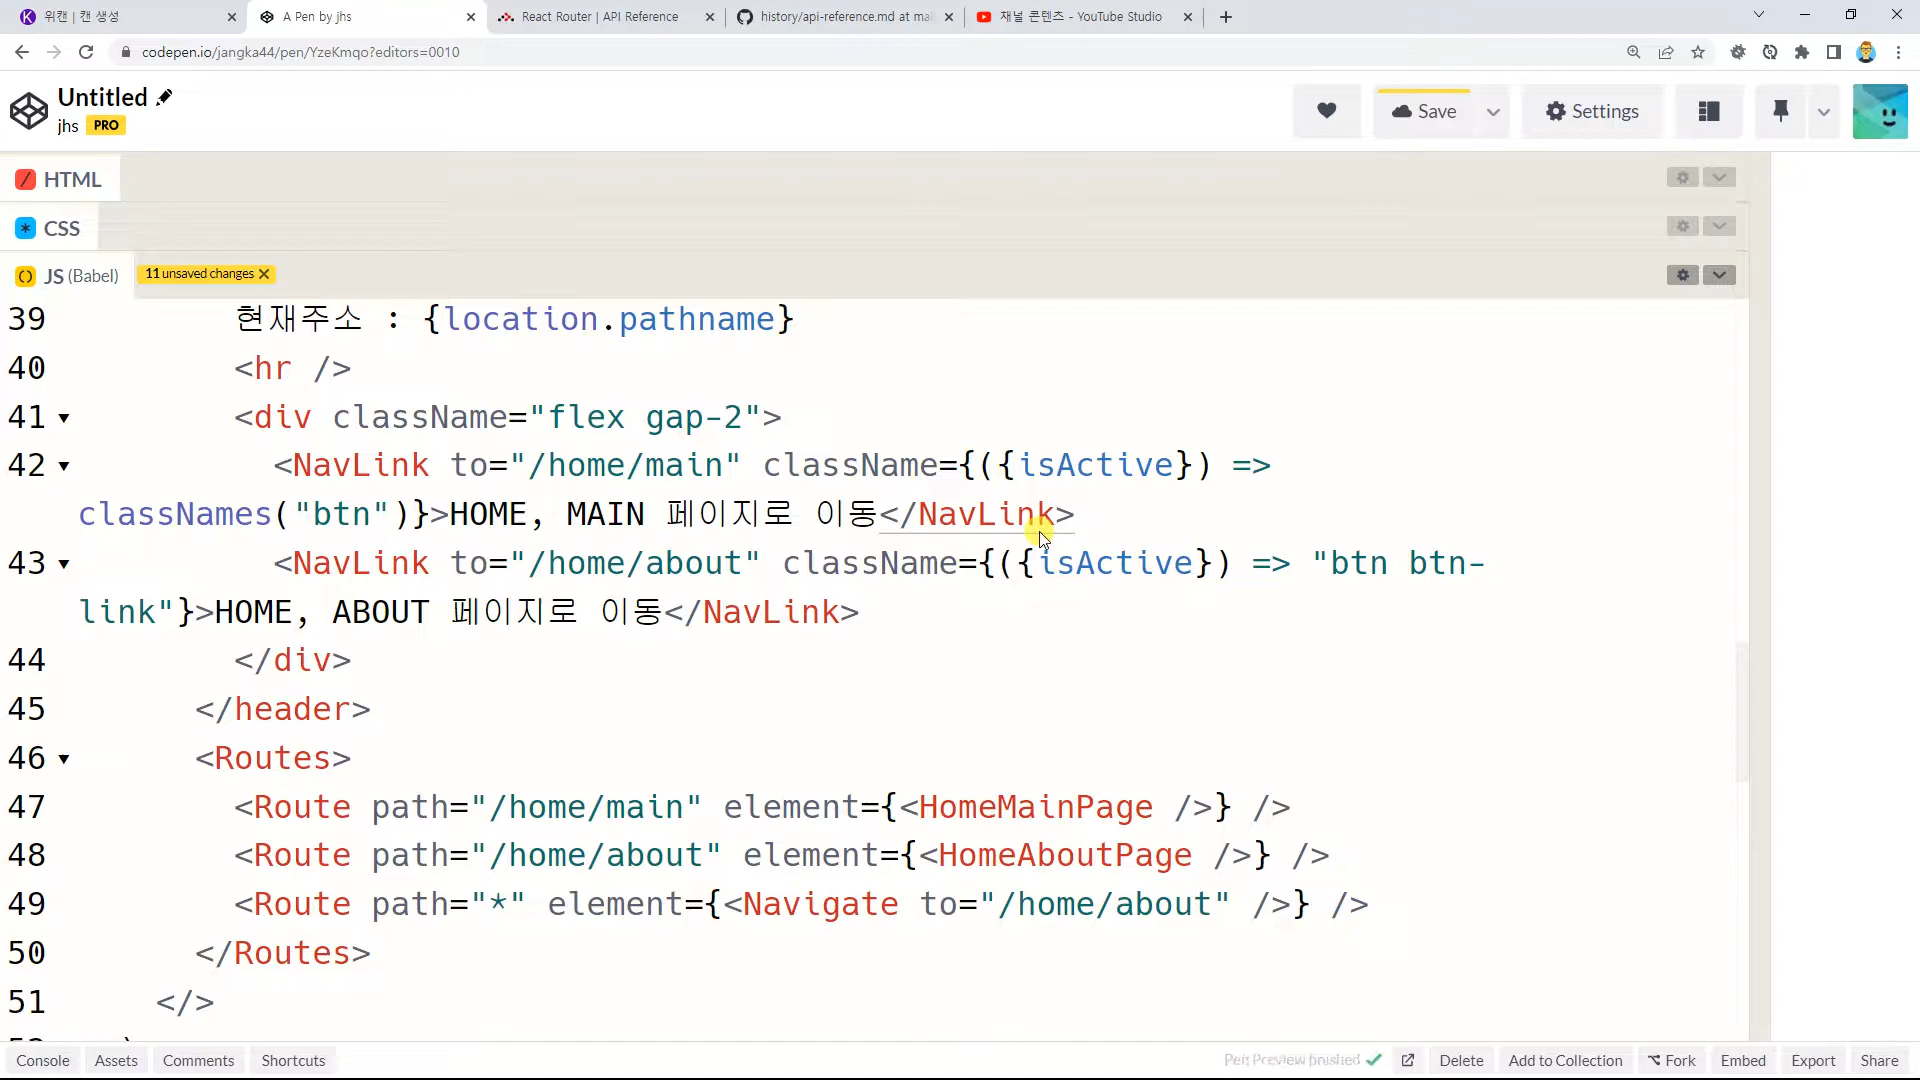 위캔 | 캔 생성
A Pen by jhs
React Router | API Reference
history/api-reference.md at mai
채널 콘텐츠 - YouTube Studio
codepen.io/jangka44/pen/YzeKmqo?editors=0010
Untitled
jhs PRO
Save
Settings
HTML
CSS
JS (Babel) 11 unsaved changes
39 현재주소 : {location.pathname}
40 <hr />
41 <div className="flex gap-2">
42 <NavLink to="/home/main" className={({isActive}) =>
classNames("btn")}>HOME, MAIN 페이지로 이동</NavLink>
43 <NavLink to="/home/about" className={({isActive}) => "btn btn-
link"}>HOME, ABOUT 페이지로 이동</NavLink>
44 </div>
45 </header>
46 <Routes>
47 <Route path="/home/main" element={<HomeMainPage />} />
48 <Route path="/home/about" element={<HomeAboutPage />} />
49 <Route path="*" element={<Navigate to="/home/about" />} />
50 </Routes>
51 </>
Console Assets Comments Shortcuts
Delete Add to Collection Fork Embed Export Share